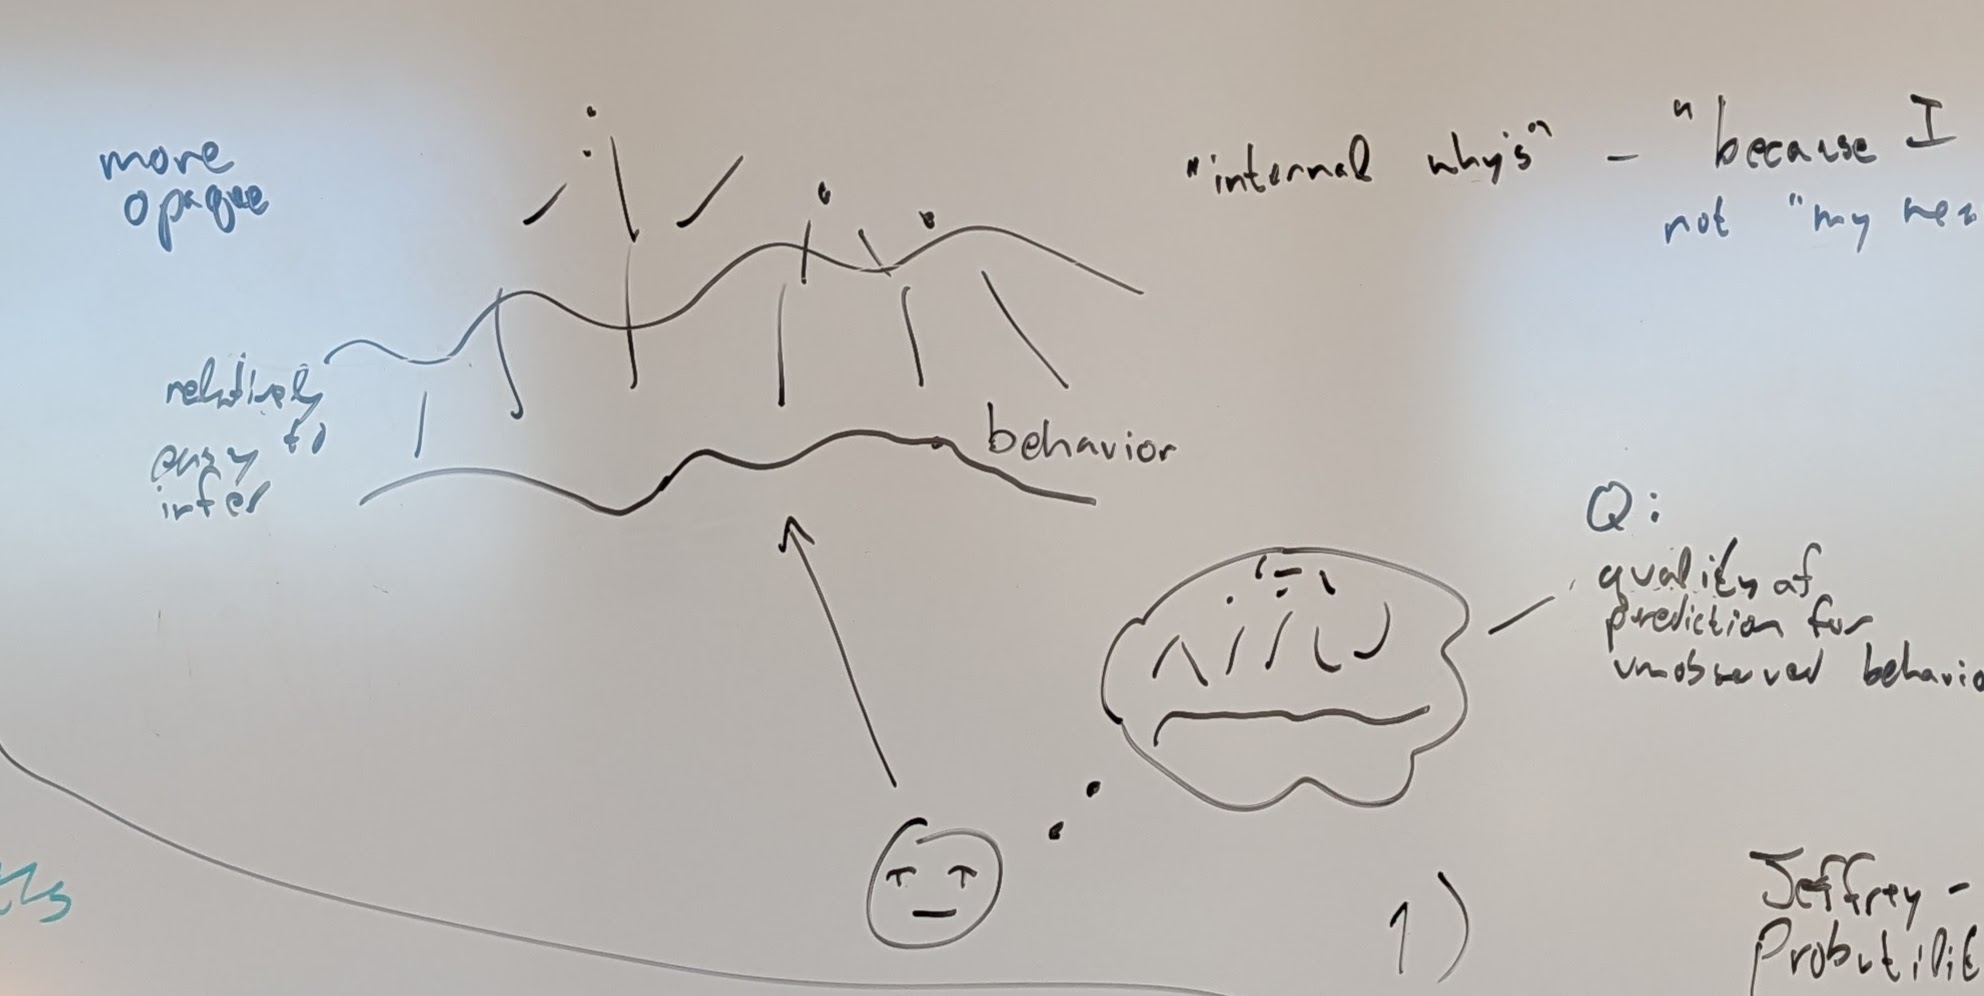 more
opaque
"internal why's" – "because I
not "my
relatively
easy to
infer
behavior
Q:
quality of
prediction for
unobserved behavio
1)
Jeffrey -
Probabilit